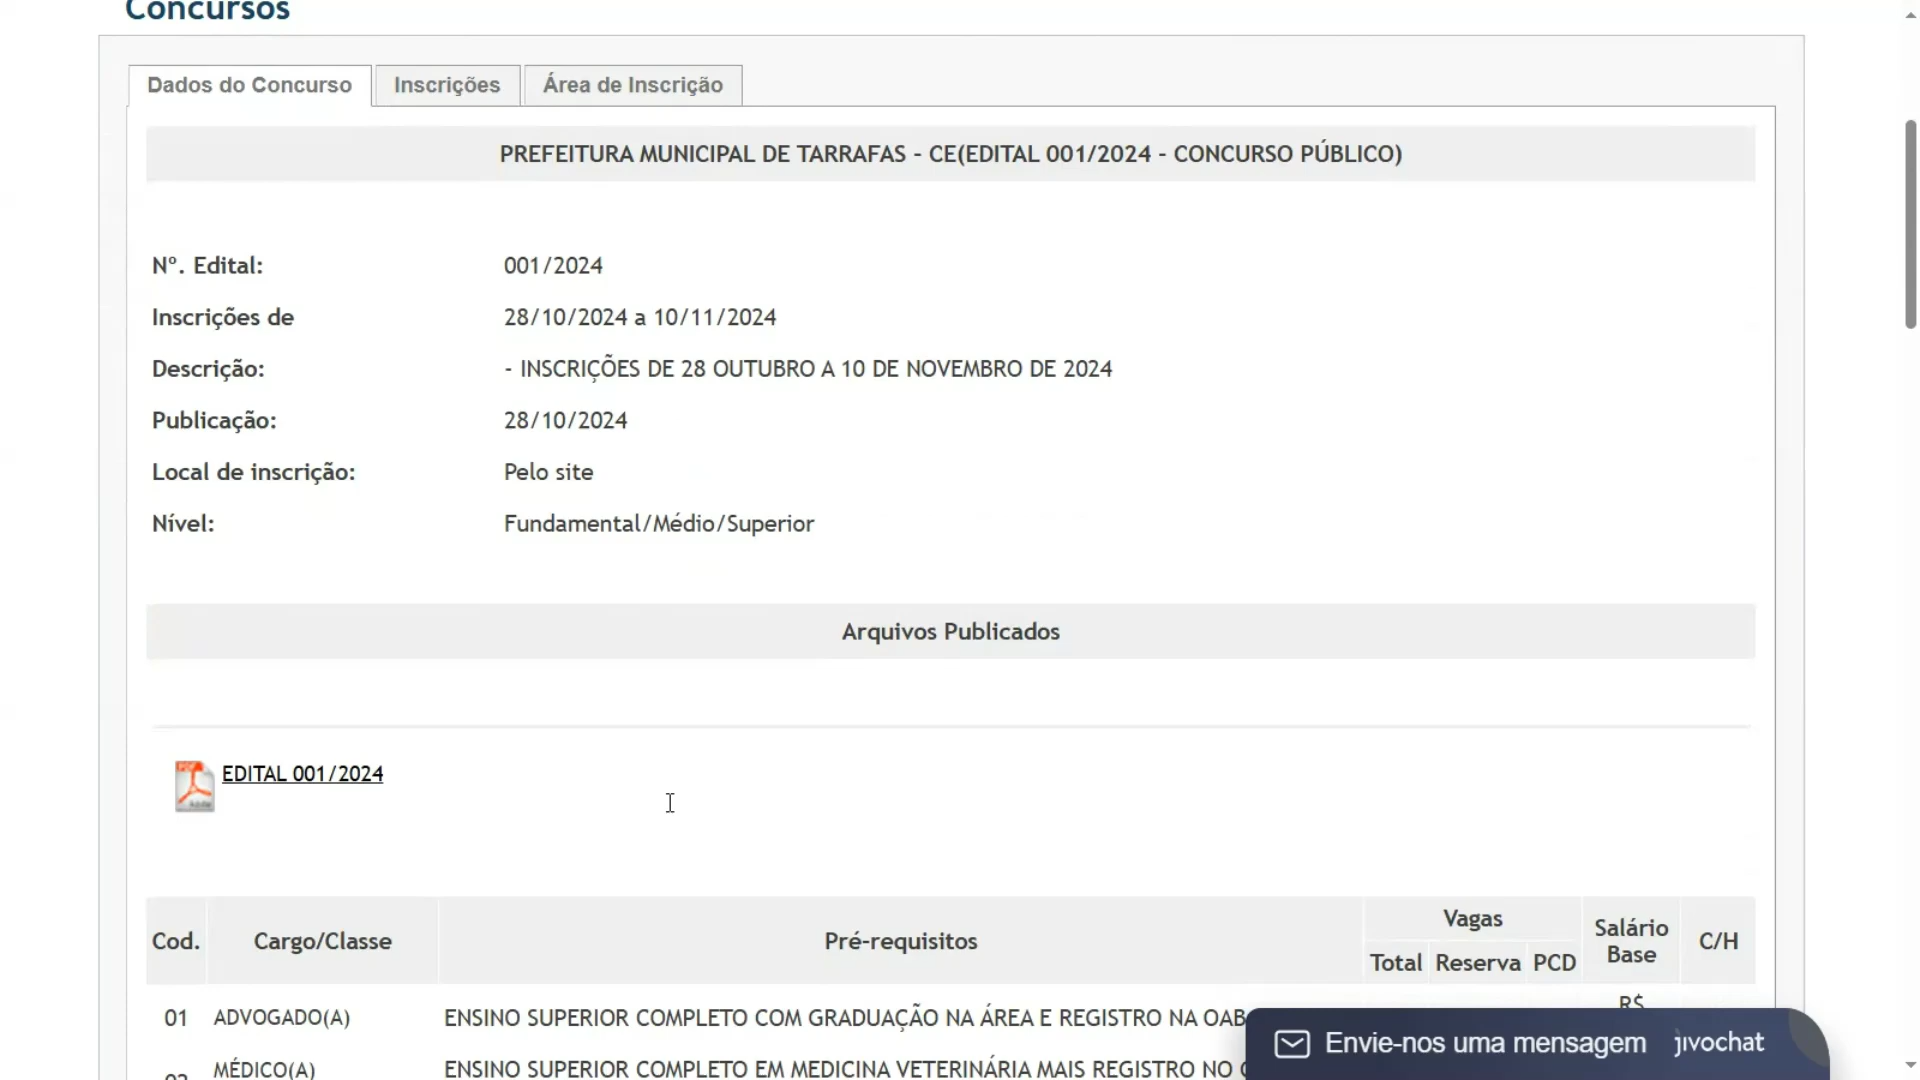 Concursos
Dados do Concurso Inscrições Área de Inscrição
PREFEITURA MUNICIPAL DE TARRAFAS - CE(EDITAL 001/2024 - CONCURSO PÚBLICO)
Nº. Edital: 001/2024
Inscrições de 28/10/2024 a 10/11/2024
Descrição: - INSCRIÇÕES DE 28 OUTUBRO A 10 DE NOVEMBRO DE 2024
Publicação: 28/10/2024
Local de inscrição: Pelo site
Nível: Fundamental/Médio/Superior
Arquivos Publicados
PDF
Adobe
EDITAL 001/2024
Cod. Cargo/Classe Pré-requisitos Vagas Salário Base C/H
Total Reserva PCD
R$
01 ADVOGADO(A) ENSINO SUPERIOR COMPLETO COM GRADUAÇÃO NA ÁREA E REGISTRO NA OAB
MÉDICO(A) ENSINO SUPERIOR COMPLETO EM MEDICINA VETERINÁRIA MAIS REGISTRO NO
Envie-nos uma mensagem jivochat